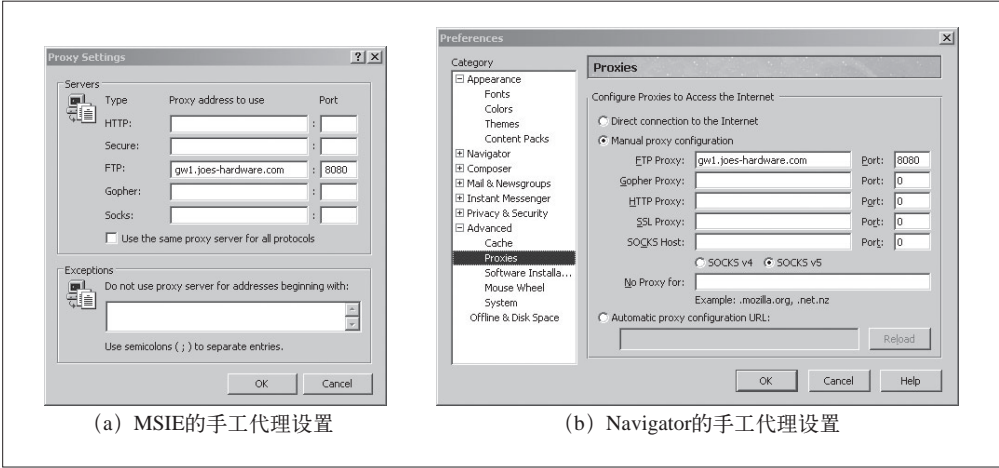 Proxy Settings
Servers
Type Proxy address to use Port
HTTP: :
Secure: :
FTP: gw1.joes-hardware.com : 8080
Gopher: :
Socks: :
Use the same proxy server for all protocols
Exceptions
Do not use proxy server for addresses beginning with:
Use semicolons ( ; ) to separate entries.
OK Cancel
(a) MSIE的手工代理设置
Preferences
Category
Appearance
Fonts
Colors
Themes
Content Packs
Navigator
Composer
Mail & Newsgroups
Instant Messenger
Privacy & Security
Advanced
Cache
Proxies
Software Installa...
Mouse Wheel
System
Offline & Disk Space
Proxies
Configure Proxies to Access the Internet
Direct connection to the Internet
Manual proxy configuration
FTP Proxy: gw1.joes-hardware.com Port: 8080
Gopher Proxy: Port: 0
HTTP Proxy: Port: 0
SSL Proxy: Port: 0
SOCKS Host: Port: 0
SOCKS v4 SOCKS v5
No Proxy for:
Example: .mozilla.org, .net.nz
Automatic proxy configuration URL:
Reload
OK Cancel Help
(b) Navigator的手工代理设置